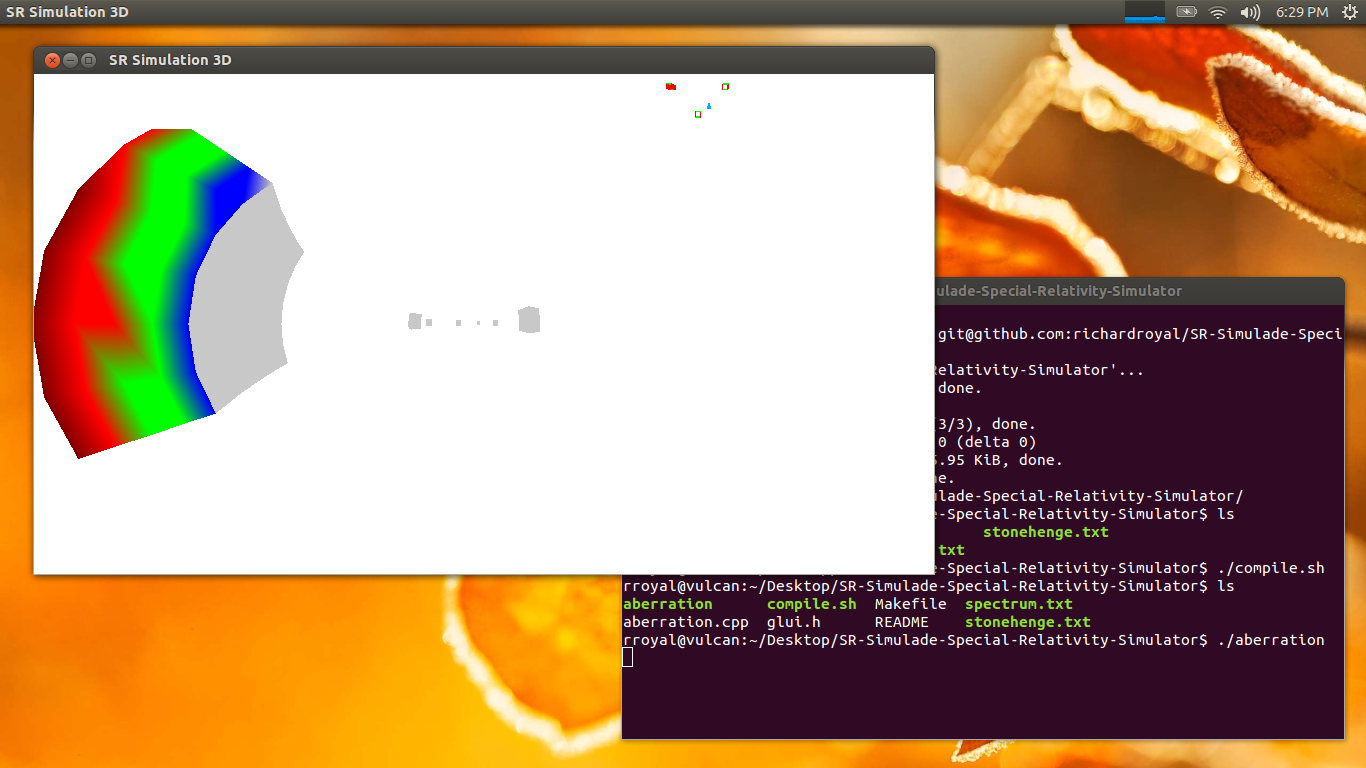 SR Simulation 3D
6:29 PM
SR Simulation 3D
ulade-Special-Relativity-Simulator
git@github.com:richardroyal/SR-Simulade-Speci
elativity-Simulator'...
done.
3/3), done.
0 (delta 0)
.95 KiB, done.
ne.
ulade-Special-Relativity-Simulator/
e-Special-Relativity-Simulator$ ls
stonehenge.txt
txt
e-Special-Relativity-Simulator$ ./compile.sh
rroyal@vulcan:~/Desktop/SR-Simulade-Special-Relativity-Simulator$ ls
aberration compile.sh Makefile spectrum.txt
aberration.cpp glui.h README stonehenge.txt
rroyal@vulcan:~/Desktop/SR-Simulade-Special-Relativity-Simulator$ ./aberration